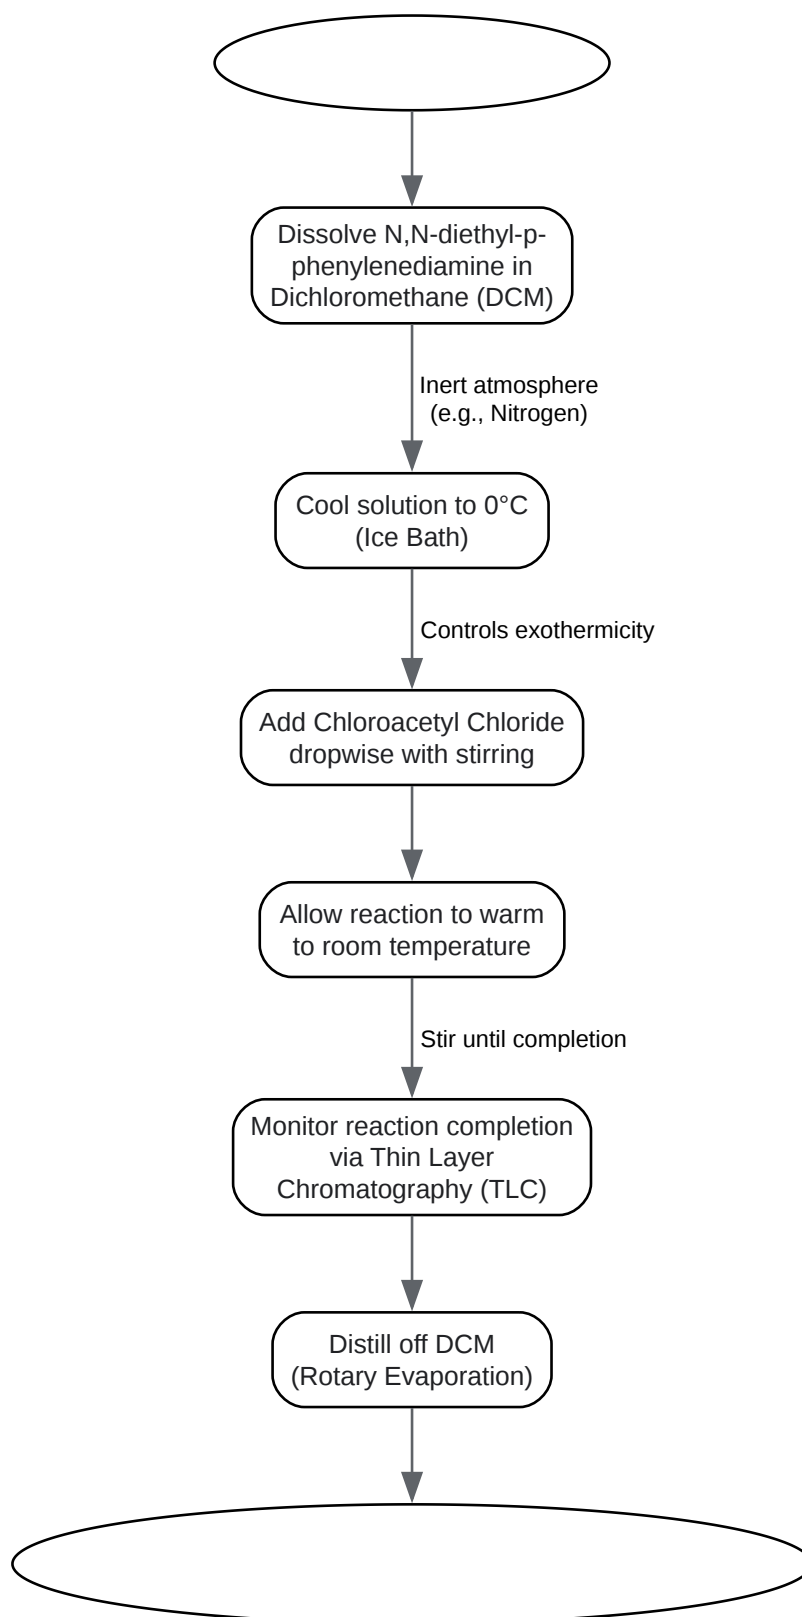 Dissolve N,N-diethyl-p-
phenylenediamine in
Dichloromethane (DCM)
Inert atmosphere
(e.g., Nitrogen)
Cool solution to 0°C
(Ice Bath)
Controls exothermicity
Add Chloroacetyl Chloride
dropwise with stirring
Allow reaction to warm
to room temperature
Stir until completion
Monitor reaction completion
via Thin Layer
Chromatography (TLC)
Distill off DCM
(Rotary Evaporation)